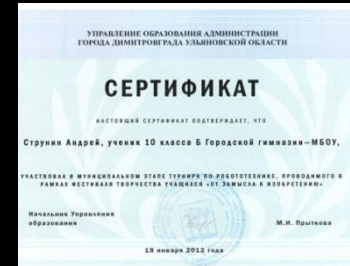 УПРАВЛЕНИЕ ОБРАЗОВАНИЯ АДМИНИСТРАЦИИ
ГОРОДА ДИМИТРОВГРАДА УЛЬЯНОВСКОЙ ОБЛАСТИ
СЕРТИФИКАТ
НАСТОЯЩИЙ СЕРТИФИКАТ ПОДТВЕРЖДАЕТ, ЧТО
Струнин Андрей, ученик 10 класса Б Городской гимназии—МБОУ,
УЧАСТВОВАЛ В МУНИЦИПАЛЬНОМ ЭТАПЕ ТУРНИРА ПО РОБОТОТЕХНИКЕ, ПРОВОДИМОГО В
РАМКАХ ФЕСТИВАЛЯ ТВОРЧЕСТВА УЧАЩИХСЯ «ОТ ЗАМЫСЛА К ИЗОБРЕТЕНИЮ»
Начальник Управления
образования
М.И. Прыткова
18 января 2012 года